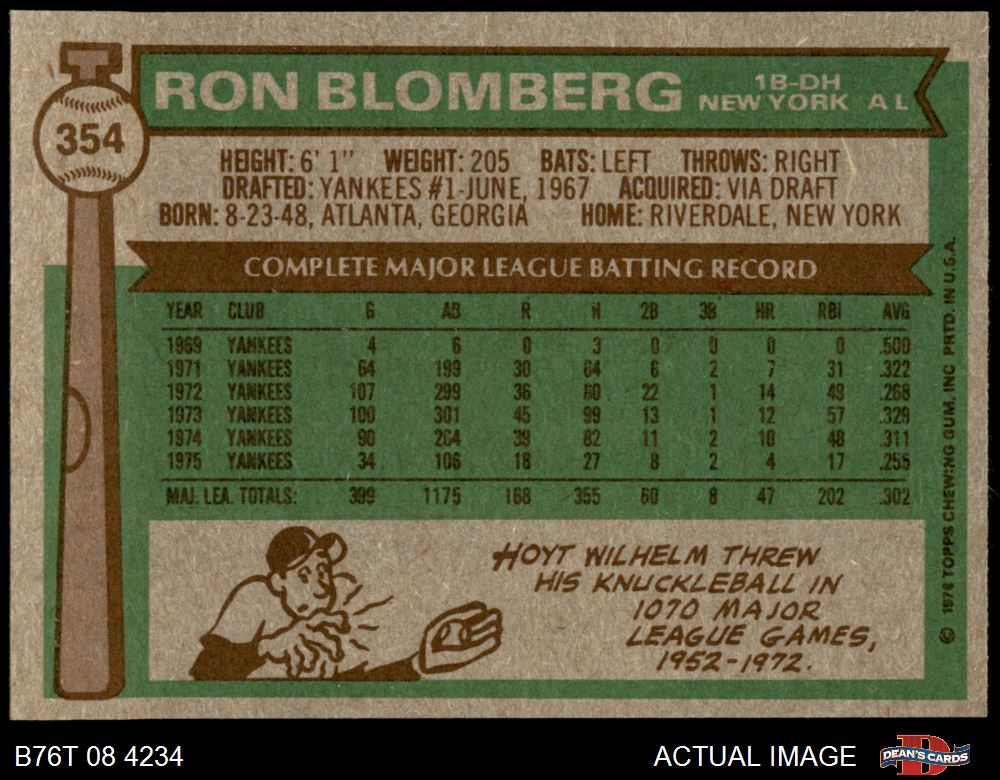 354
RON BLOMBERG 1B-DH
NEW YORK A L
HEIGHT: 6' 1" WEIGHT: 205 BATS: LEFT THROWS: RIGHT
DRAFTED: YANKEES #1-JUNE, 1967 ACQUIRED: VIA DRAFT
BORN: 8-23-48, ATLANTA, GEORGIA HOME: RIVERDALE, NEW YORK
COMPLETE MAJOR LEAGUE BATTING RECORD
YEAR CLUB G AB R H 2B 3B HR RBI AVG
1969 YANKEES 4 6 0 3 0 0 0 0 .500
1971 YANKEES 64 199 30 64 6 2 7 31 .322
1972 YANKEES 107 299 36 80 22 1 14 49 .268
1973 YANKEES 100 301 45 99 13 1 12 57 .329
1974 YANKEES 90 264 39 82 11 2 10 48 .311
1975 YANKEES 34 106 18 27 8 2 4 17 .255
MAJ. LEA. TOTALS: 399 1175 168 355 60 8 47 202 .302
HOYT WILHELM THREW
HIS KNUCKLEBALL IN
1070 MAJOR
LEAGUE GAMES,
1952-1972.
© 1976 TOPPS CHEWING GUM, INC PRTD. IN U.S.A.
B76T 08 4234 ACTUAL IMAGE DEAN'S CARDS